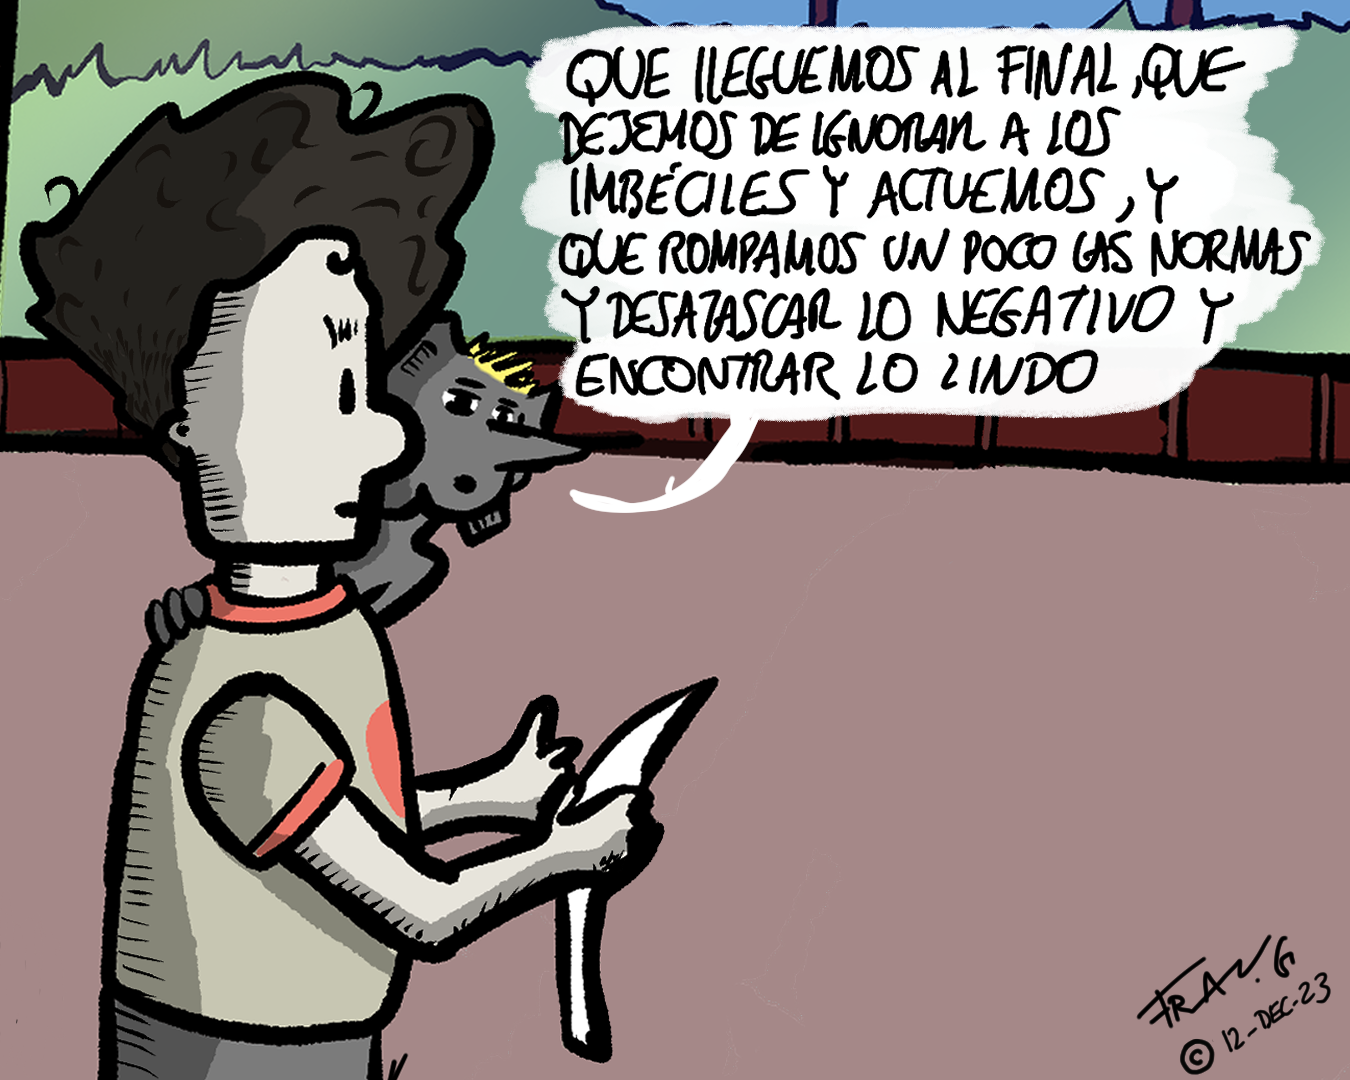 QUE LLEGUEMOS AL FINAL, QUE
DEJEMOS DE IGNORAR A LOS
IMBÉCILES Y ACTUEMOS, Y
QUE ROMPAMOS UN POCO LAS NORMAS
Y DESATASCAR LO NEGATIVO Y
ENCONTRAR LO LINDO
FRAN.G
© 12-DEC-23